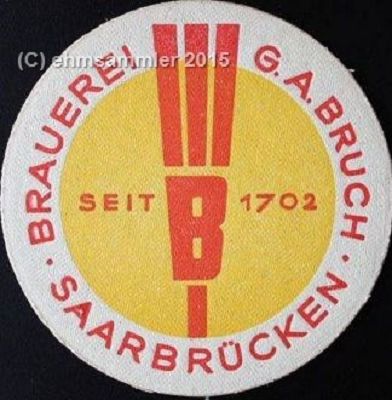 (C) ehmsammler 2015
BRAUEREI G.A.BRUCH
SEIT B 1702
· SAARBRÜCKEN ·